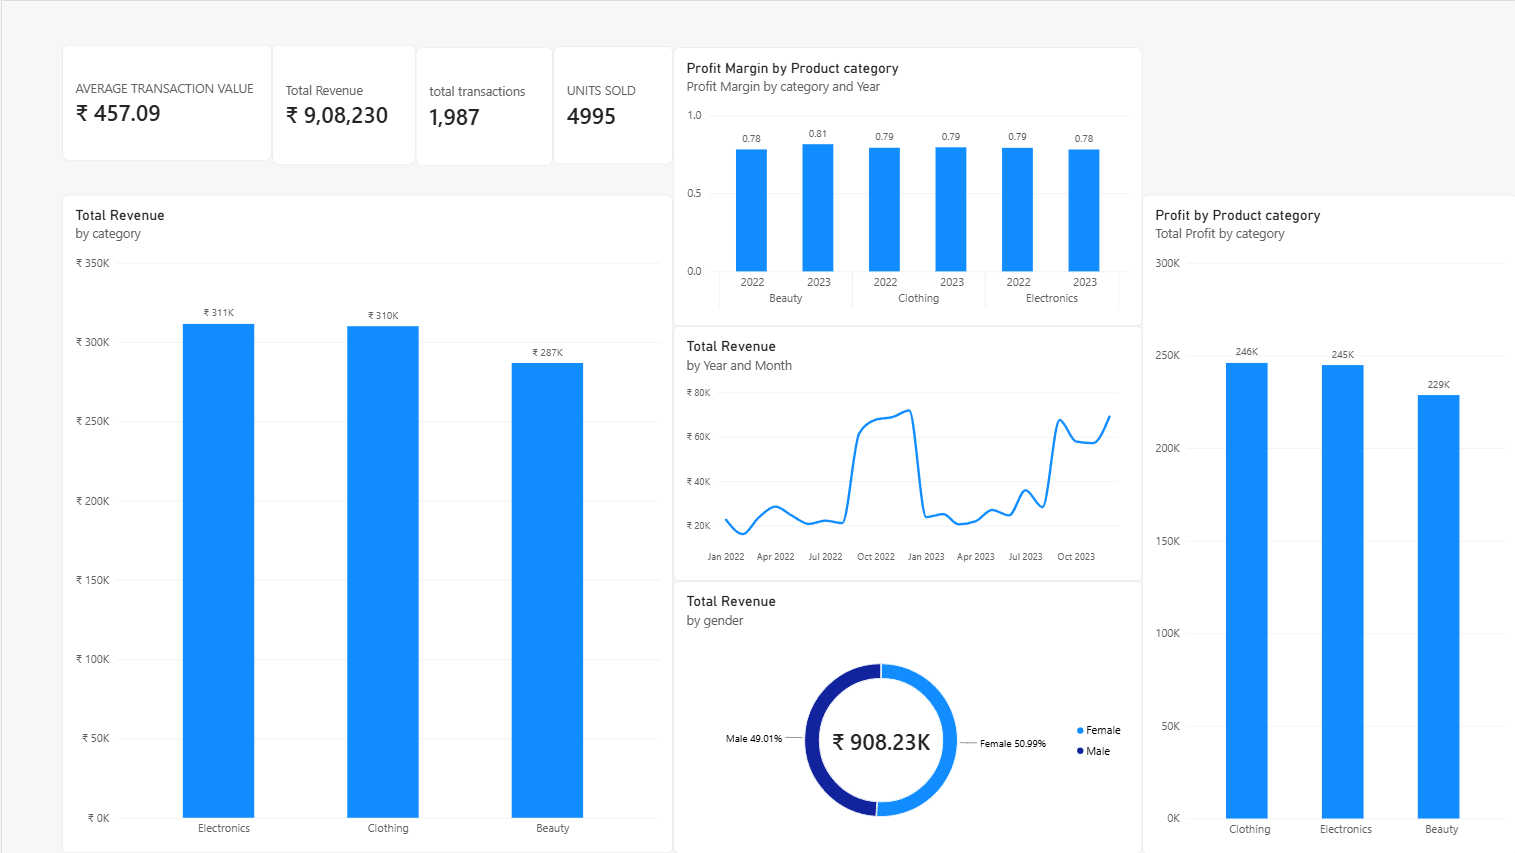 AVERAGE TRANSACTION VALUE
₹ 457.09
Total Revenue
₹ 9,08,230
total transactions
1,987
UNITS SOLD
4995
Profit Margin by Product category
Profit Margin by category and Year
1.0
0.5
0.0
0.78
0.81
0.79
0.79
0.79
0.78
2022 2023 2022 2023 2022 2023
Beauty Clothing Electronics
Total Revenue
by category
₹ 350K
₹ 300K
₹ 250K
₹ 200K
₹ 150K
₹ 100K
₹ 50K
₹ 0K
₹ 311K
₹ 310K
₹ 287K
Electronics Clothing Beauty
Total Revenue
by Year and Month
₹ 80K
₹ 60K
₹ 40K
₹ 20K
Jan 2022 Apr 2022 Jul 2022 Oct 2022 Jan 2023 Apr 2023 Jul 2023 Oct 2023
Total Revenue
by gender
Male 49.01%
₹ 908.23K
Female 50.99%
Female
Male
Profit by Product category
Total Profit by category
300K
250K
200K
150K
100K
50K
0K
246K
245K
229K
Clothing Electronics Beauty